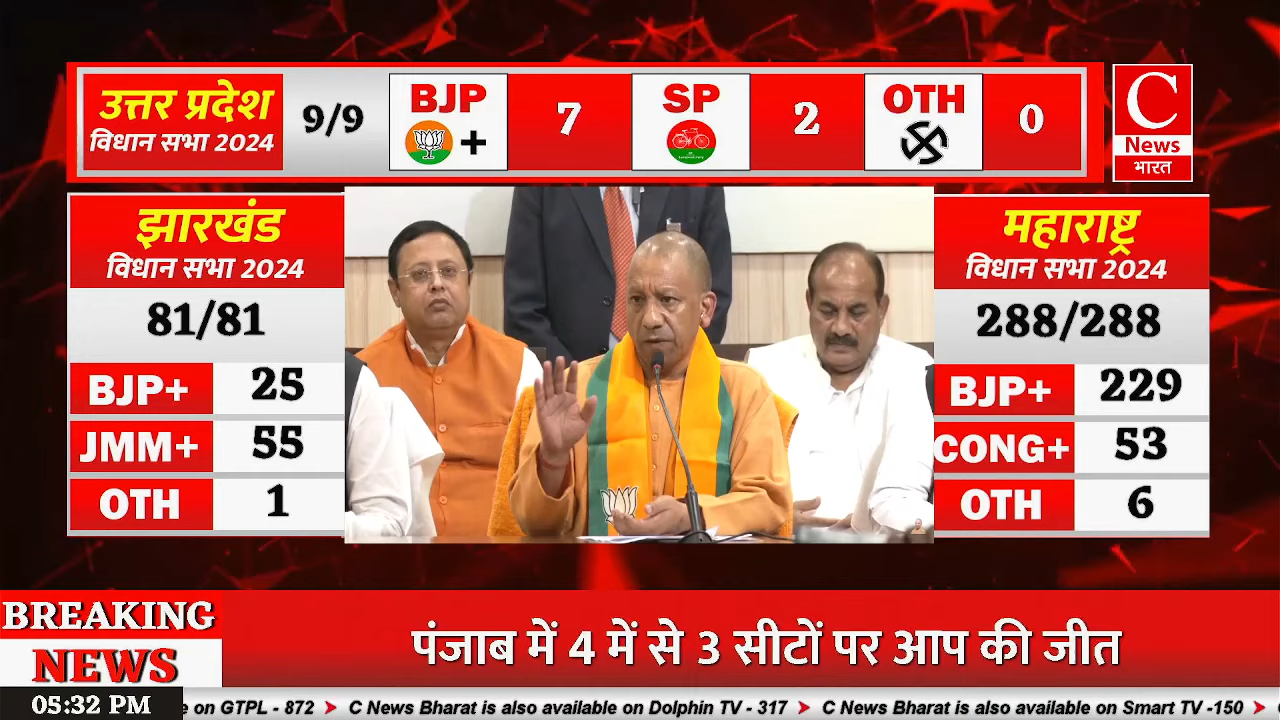 उत्तर प्रदेश
विधान सभा 2024
9/9
BJP
+
7
SP
2
OTH
0
C
News
भारत
झारखंड
विधान सभा 2024
81/81
BJP+ 25
JMM+ 55
OTH 1
महाराष्ट्र
विधान सभा 2024
288/288
BJP+ 229
CONG+ 53
OTH 6
BREAKING
NEWS
पंजाब में 4 में से 3 सीटों पर आप की जीत
05:32 PM
e on GTPL - 872 C News Bharat is also available on Dolphin TV - 317 C News Bharat is also available on Smart TV -150